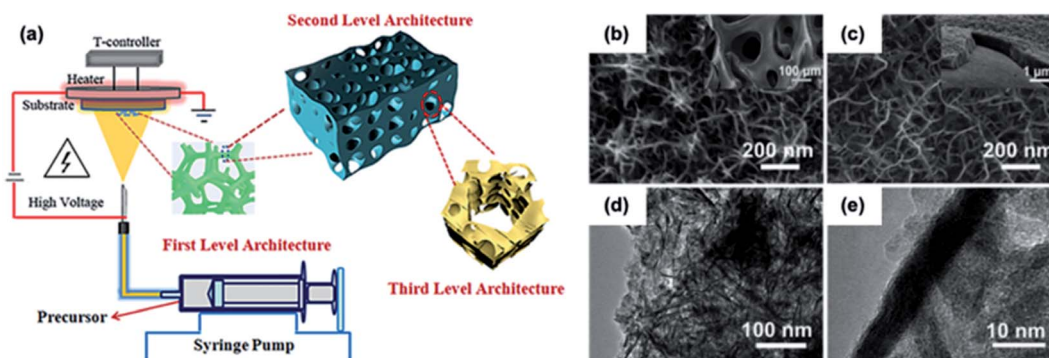 (a)
T-controller
Heater
Substrate
High Voltage
Precursor
Syringe Pump
First Level Architecture
Second Level Architecture
Third Level Architecture
(b)
100 μm
200 nm
(c)
1 μm
200 nm
(d)
100 nm
(e)
10 nm